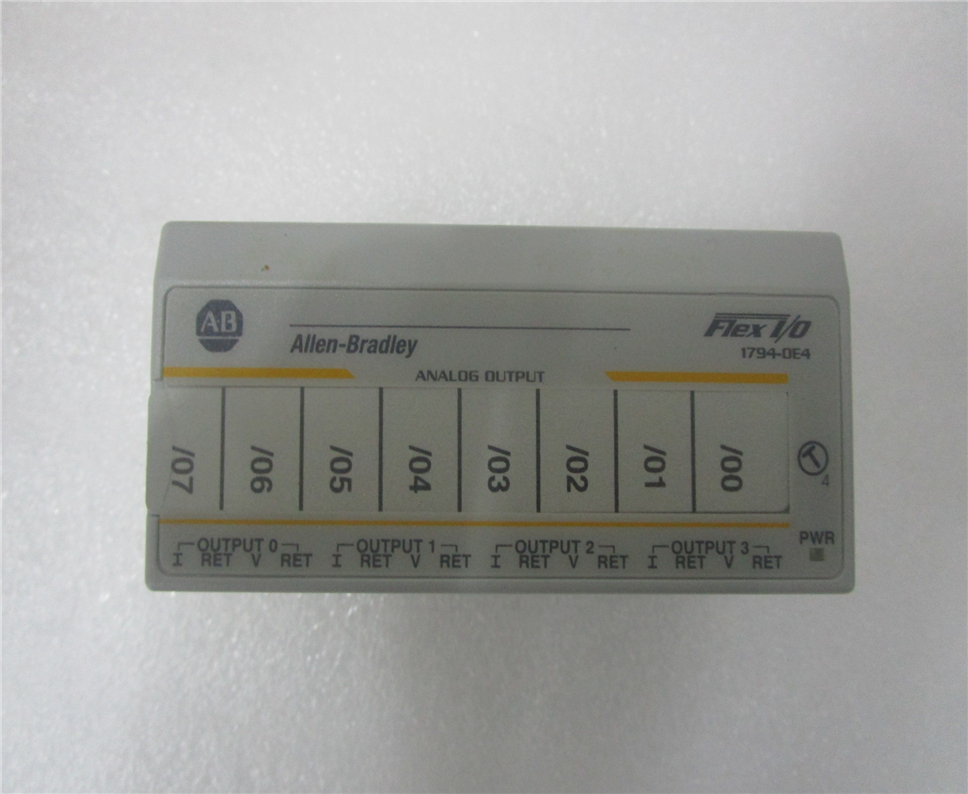 AB
Allen-Bradley
Flex I/O
1794-OE4
ANALOG OUTPUT
/07 /06 /05 /04 /03 /02 /01 /00
4
PWR
OUTPUT 0 OUTPUT 1 OUTPUT 2 OUTPUT 3
I RET V RET I RET V RET I RET V RET I RET V RET